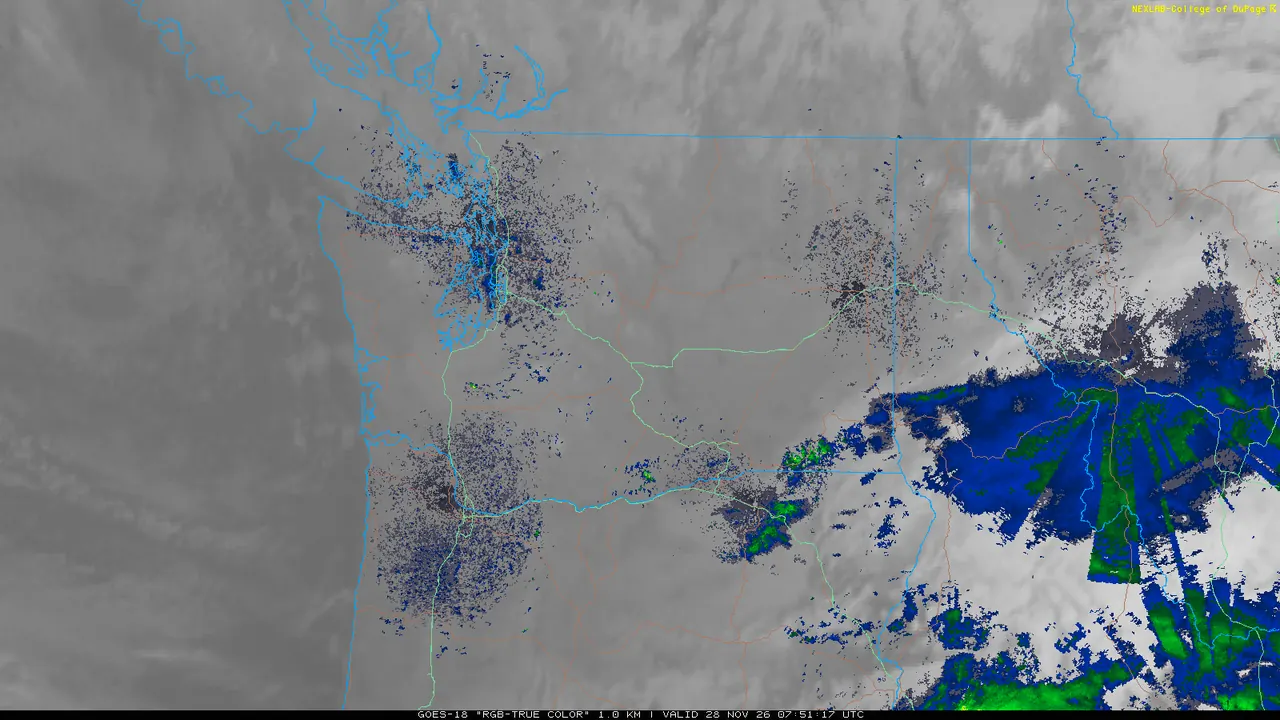 NEXLAB-College of DuPage
GOES-18 "RGB-TRUE COLOR" 1.0 KM | VALID 28 NOV 26 07:51:17 UTC